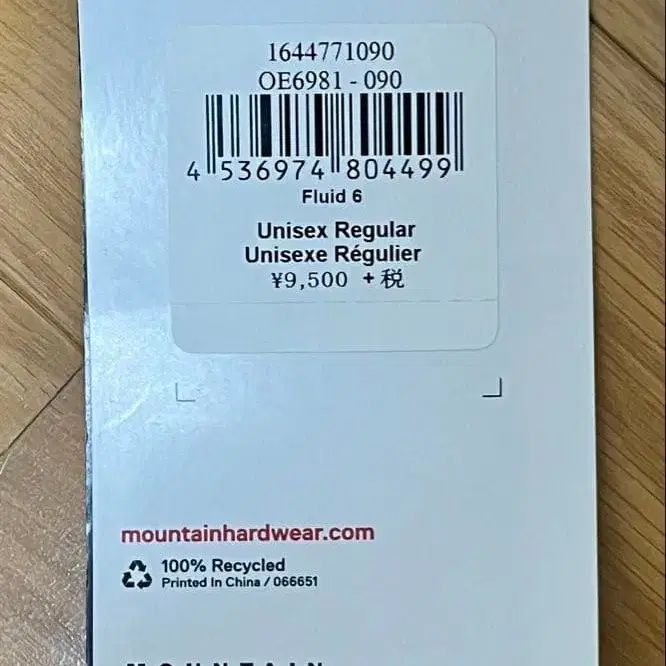 1644771090
OE6981 - 090
4 536974 804499
Fluid 6
Unisex Regular
Unisexe Régulier
¥9,500 + 税
mountainhardwear.com
100% Recycled
Printed In China / 066651
MOUNTAIN